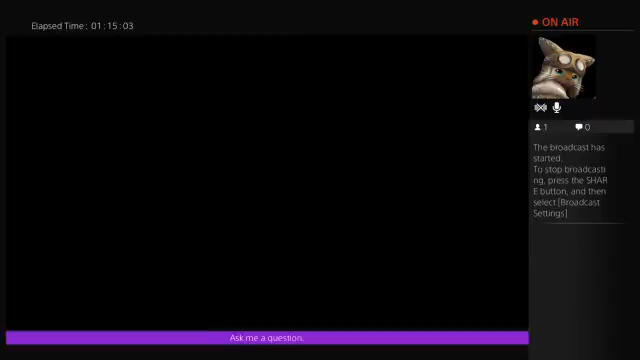 Elapsed Time : 01:15:03
ON AIR
1
0
The broadcast has
started.
To stop broadcasti
ng, press the SHAR
E button, and then
select [Broadcast
Settings]
Ask me a question.